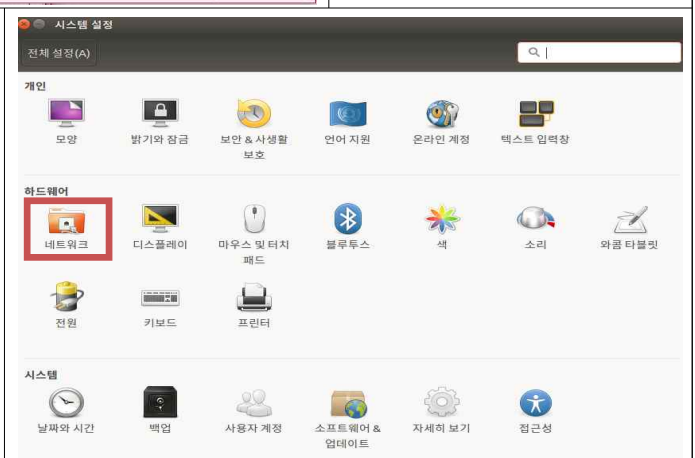 시스템 설정
전체 설정(A)
개인
모양
밝기와 잠금
보안 & 사생활
보호
언어 지원
온라인 계정
텍스트 입력창
하드웨어
네트워크
디스플레이
마우스 및 터치
패드
블루투스
색
소리
와콤 타블릿
전원
키보드
프린터
시스템
날짜와 시간
백업
사용자 계정
소프트웨어 &
업데이트
자세히 보기
접근성